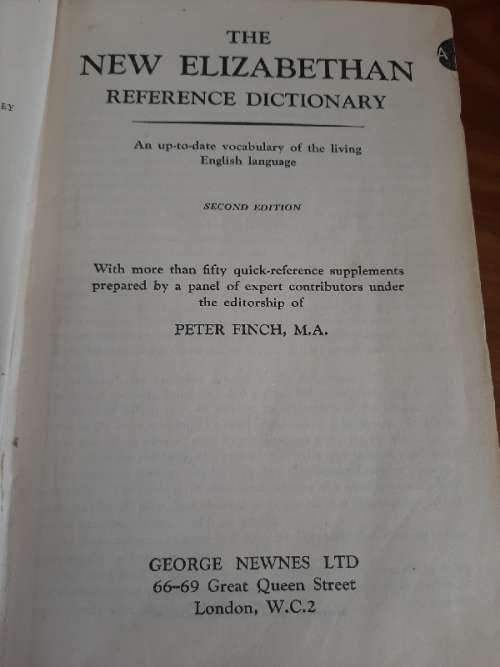 THE
NEW ELIZABETHAN
REFERENCE DICTIONARY
An up-to-date vocabulary of the living
English language
SECOND EDITION
With more than fifty quick-reference supplements
prepared by a panel of expert contributors under
the editorship of
PETER FINCH, M.A.
GEORGE NEWNES LTD
66–69 Great Queen Street
London, W.C.2
EY
A